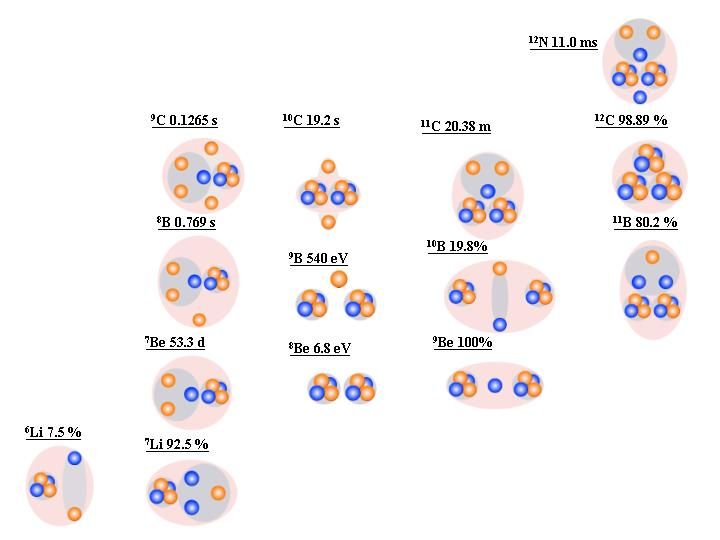 ¹²N 11.0 ms
⁹C 0.1265 s
¹⁰C 19.2 s
¹¹C 20.38 m
¹²C 98.89 %
⁸B 0.769 s
⁹B 540 eV
¹⁰B 19.8%
¹¹B 80.2 %
⁷Be 53.3 d
⁸Be 6.8 eV
⁹Be 100%
⁶Li 7.5 %
⁷Li 92.5 %